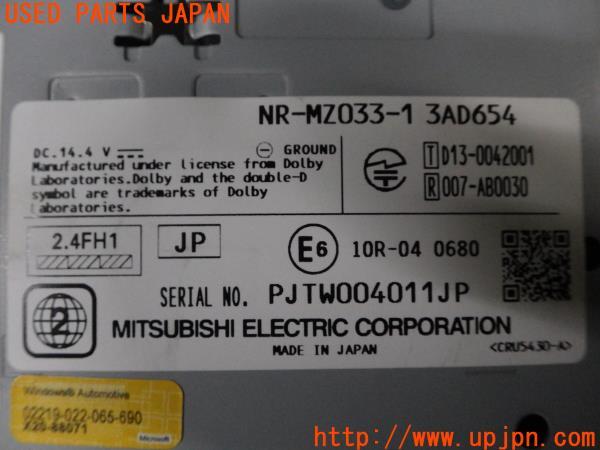 USED PARTS JAPAN
NR-MZ033-1 3AD654
DC.14.4 V GROUND
Manufactured under license from Dolby
Laboratories.Dolby and the double-D
symbol are trademarks of Dolby
Laboratories.
T D13-0042001
R 007-AB0030
2.4FH1
JP
E6 10R-04 0680
SERIAL NO. PJTW004011JP
2
MITSUBISHI ELECTRIC CORPORATION
MADE IN JAPAN
<CRU5430-A>
Windows® Automotive
02219-022-065-690
X20-88071
Microsoft
http://www.upjpn.com